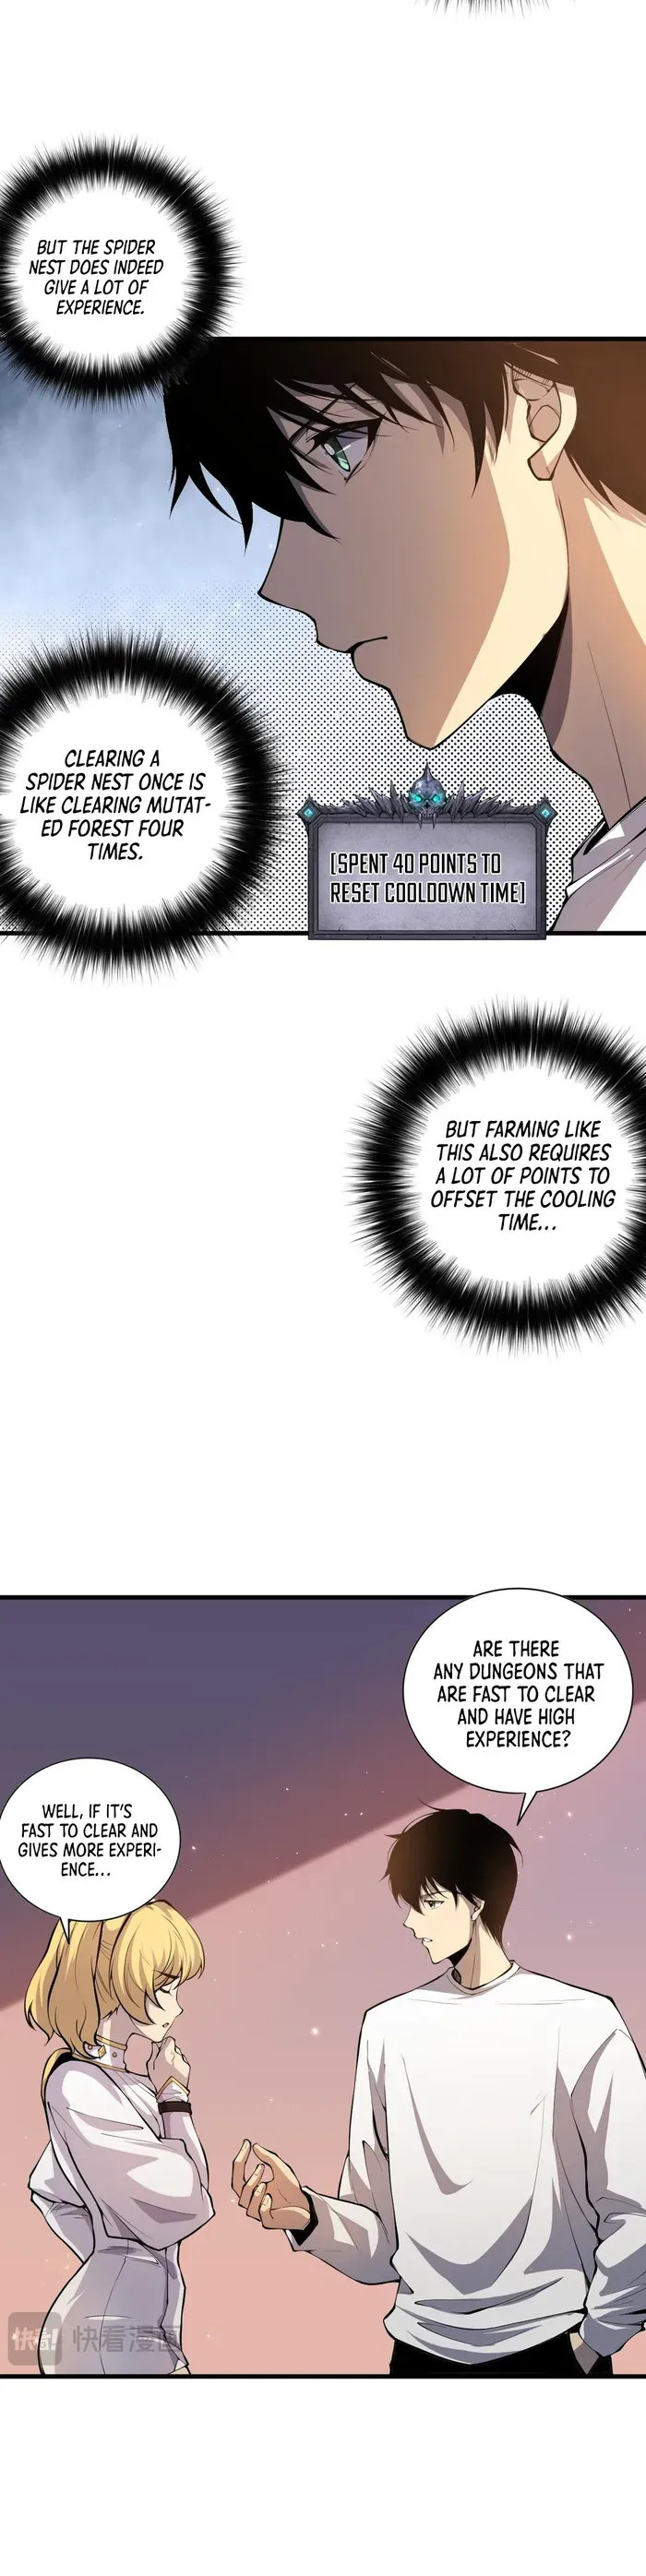 BUT THE SPIDER
NEST DOES INDEED
GIVE A LOT OF
EXPERIENCE.
CLEARING A
SPIDER NEST ONCE IS
LIKE CLEARING MUTAT-
ED FOREST FOUR
TIMES.
[SPENT 40 POINTS TO
RESET COOLDOWN TIME]
BUT FARMING LIKE
THIS ALSO REQUIRES
A LOT OF POINTS TO
OFFSET THE COOLING
TIME...
ARE THERE
ANY DUNGEONS THAT
ARE FAST TO CLEAR
AND HAVE HIGH
EXPERIENCE?
WELL, IF IT'S
FAST TO CLEAR AND
GIVES MORE EXPERI-
ENCE...
快看! 快看漫画